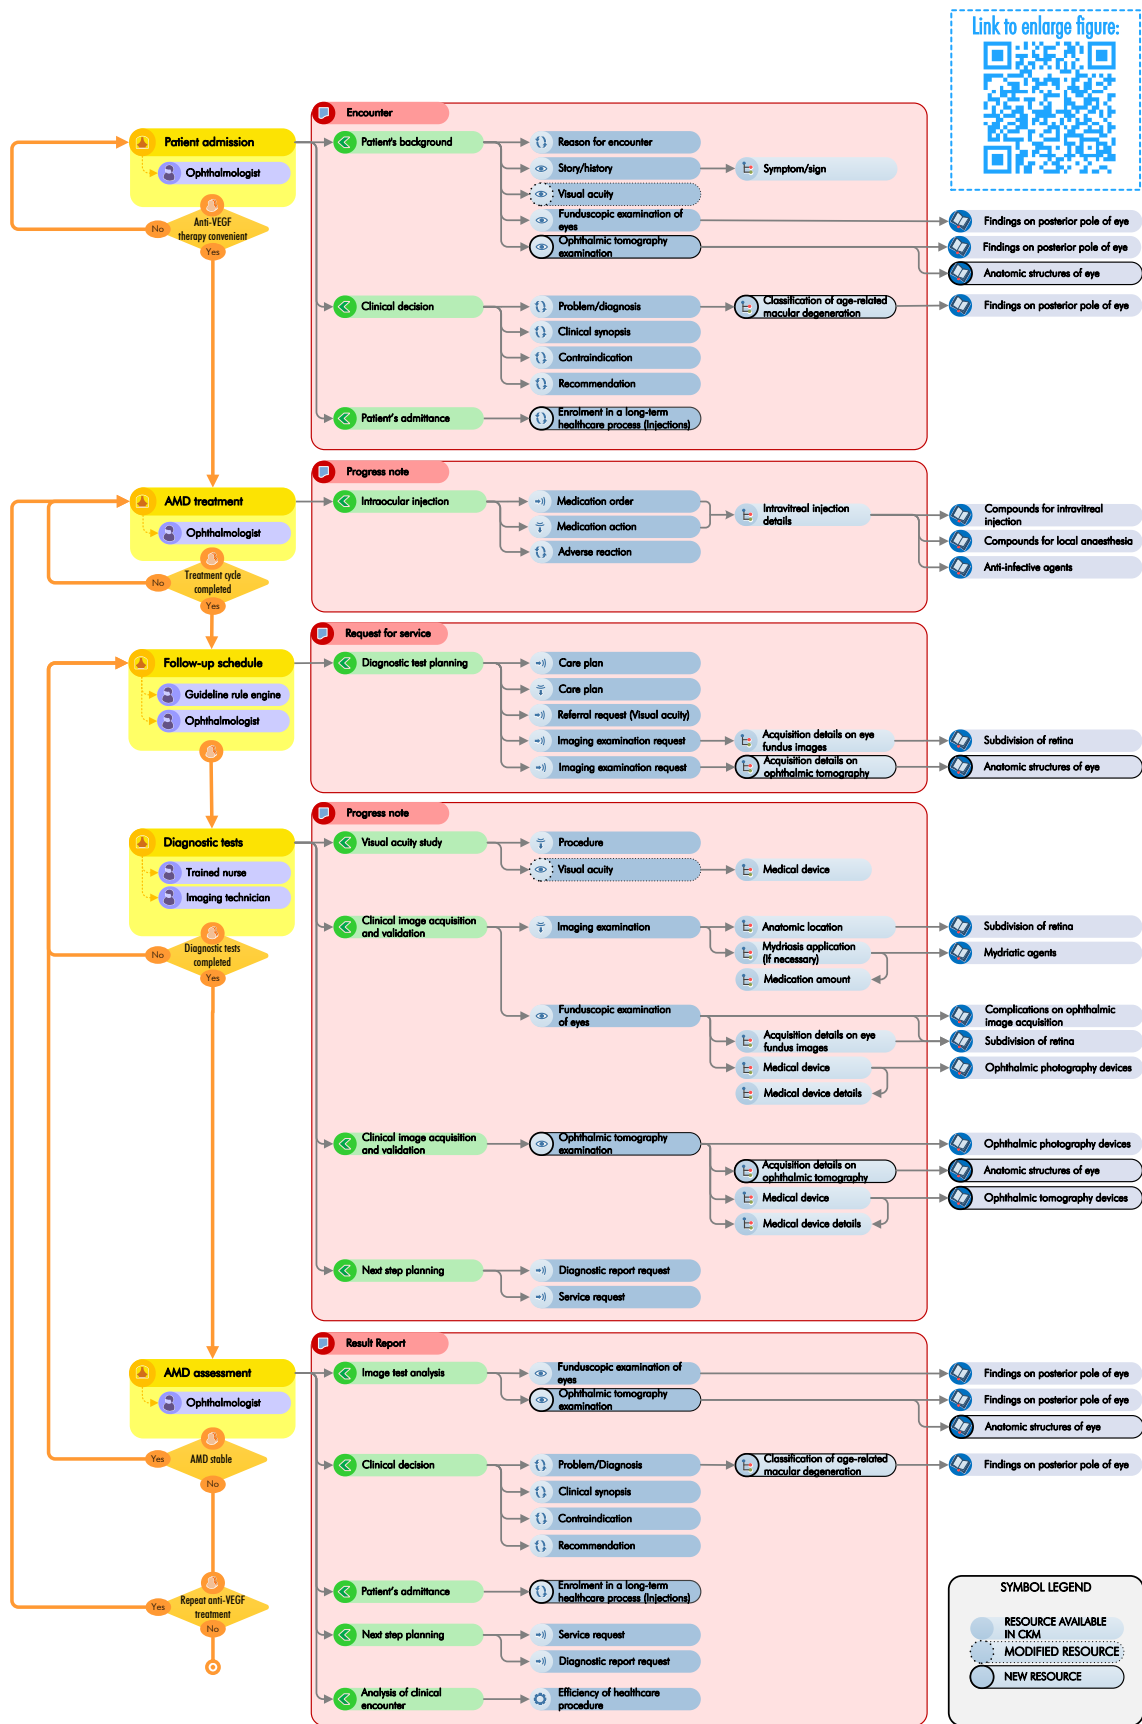 Link to enlarge figure:
Encounter
Patient admission
Ophthalmologist
Anti-VEGF
therapy convenient
No
Yes
Patient's background
Reason for encounter
Story/history
Symptom/sign
Visual acuity
Funduscopic examination of
eyes
Findings on posterior pole of eye
Ophthalmic tomography
examination
Findings on posterior pole of eye
Anatomic structures of eye
Clinical decision
Problem/diagnosis
Classification of age-related
macular degeneration
Findings on posterior pole of eye
Clinical synopsis
Contraindication
Recommendation
Patient's admittance
Enrolment in a long-term
healthcare process (Injections)
Progress note
AMD treatment
Ophthalmologist
Treatment cycle
completed
No
Yes
Intraocular injection
Medication order
Medication action
Adverse reaction
Intravitreal injection
details
Compounds for intravitreal
injection
Compounds for local anaesthesia
Anti-infective agents
Request for service
Follow-up schedule
Guideline rule engine
Ophthalmologist
Diagnostic test planning
Care plan
Care plan
Referral request (Visual acuity)
Imaging examination request
Acquisition details on eye
fundus images
Subdivision of retina
Imaging examination request
Acquisition details on
ophthalmic tomography
Anatomic structures of eye
Progress note
Diagnostic tests
Trained nurse
Imaging technician
Diagnostic tests
completed
No
Yes
Visual acuity study
Procedure
Visual acuity
Medical device
Clinical image acquisition
and validation
Imaging examination
Anatomic location
Subdivision of retina
Mydriasis application
(If necessary)
Mydriatic agents
Medication amount
Funduscopic examination
of eyes
Complications on ophthalmic
image acquisition
Acquisition details on eye
fundus images
Subdivision of retina
Medical device
Ophthalmic photography devices
Medical device details
Clinical image acquisition
and validation
Ophthalmic tomography
examination
Ophthalmic photography devices
Acquisition details on
ophthalmic tomography
Anatomic structures of eye
Medical device
Ophthalmic tomography devices
Medical device details
Next step planning
Diagnostic report request
Service request
Result Report
AMD assessment
Ophthalmologist
Yes
AMD stable
No
Image test analysis
Funduscopic examination of
eyes
Findings on posterior pole of eye
Ophthalmic tomography
examination
Findings on posterior pole of eye
Anatomic structures of eye
Clinical decision
Problem/Diagnosis
Classification of age-related
macular degeneration
Findings on posterior pole of eye
Clinical synopsis
Contraindication
Recommendation
Patient's admittance
Enrolment in a long-term
healthcare process (Injections)
Yes
Repeat anti-VEGF
treatment
No
Next step planning
Service request
Diagnostic report request
Analysis of clinical
encounter
Efficiency of healthcare
procedure
SYMBOL LEGEND
RESOURCE AVAILABLE
IN CKM
MODIFIED RESOURCE
NEW RESOURCE